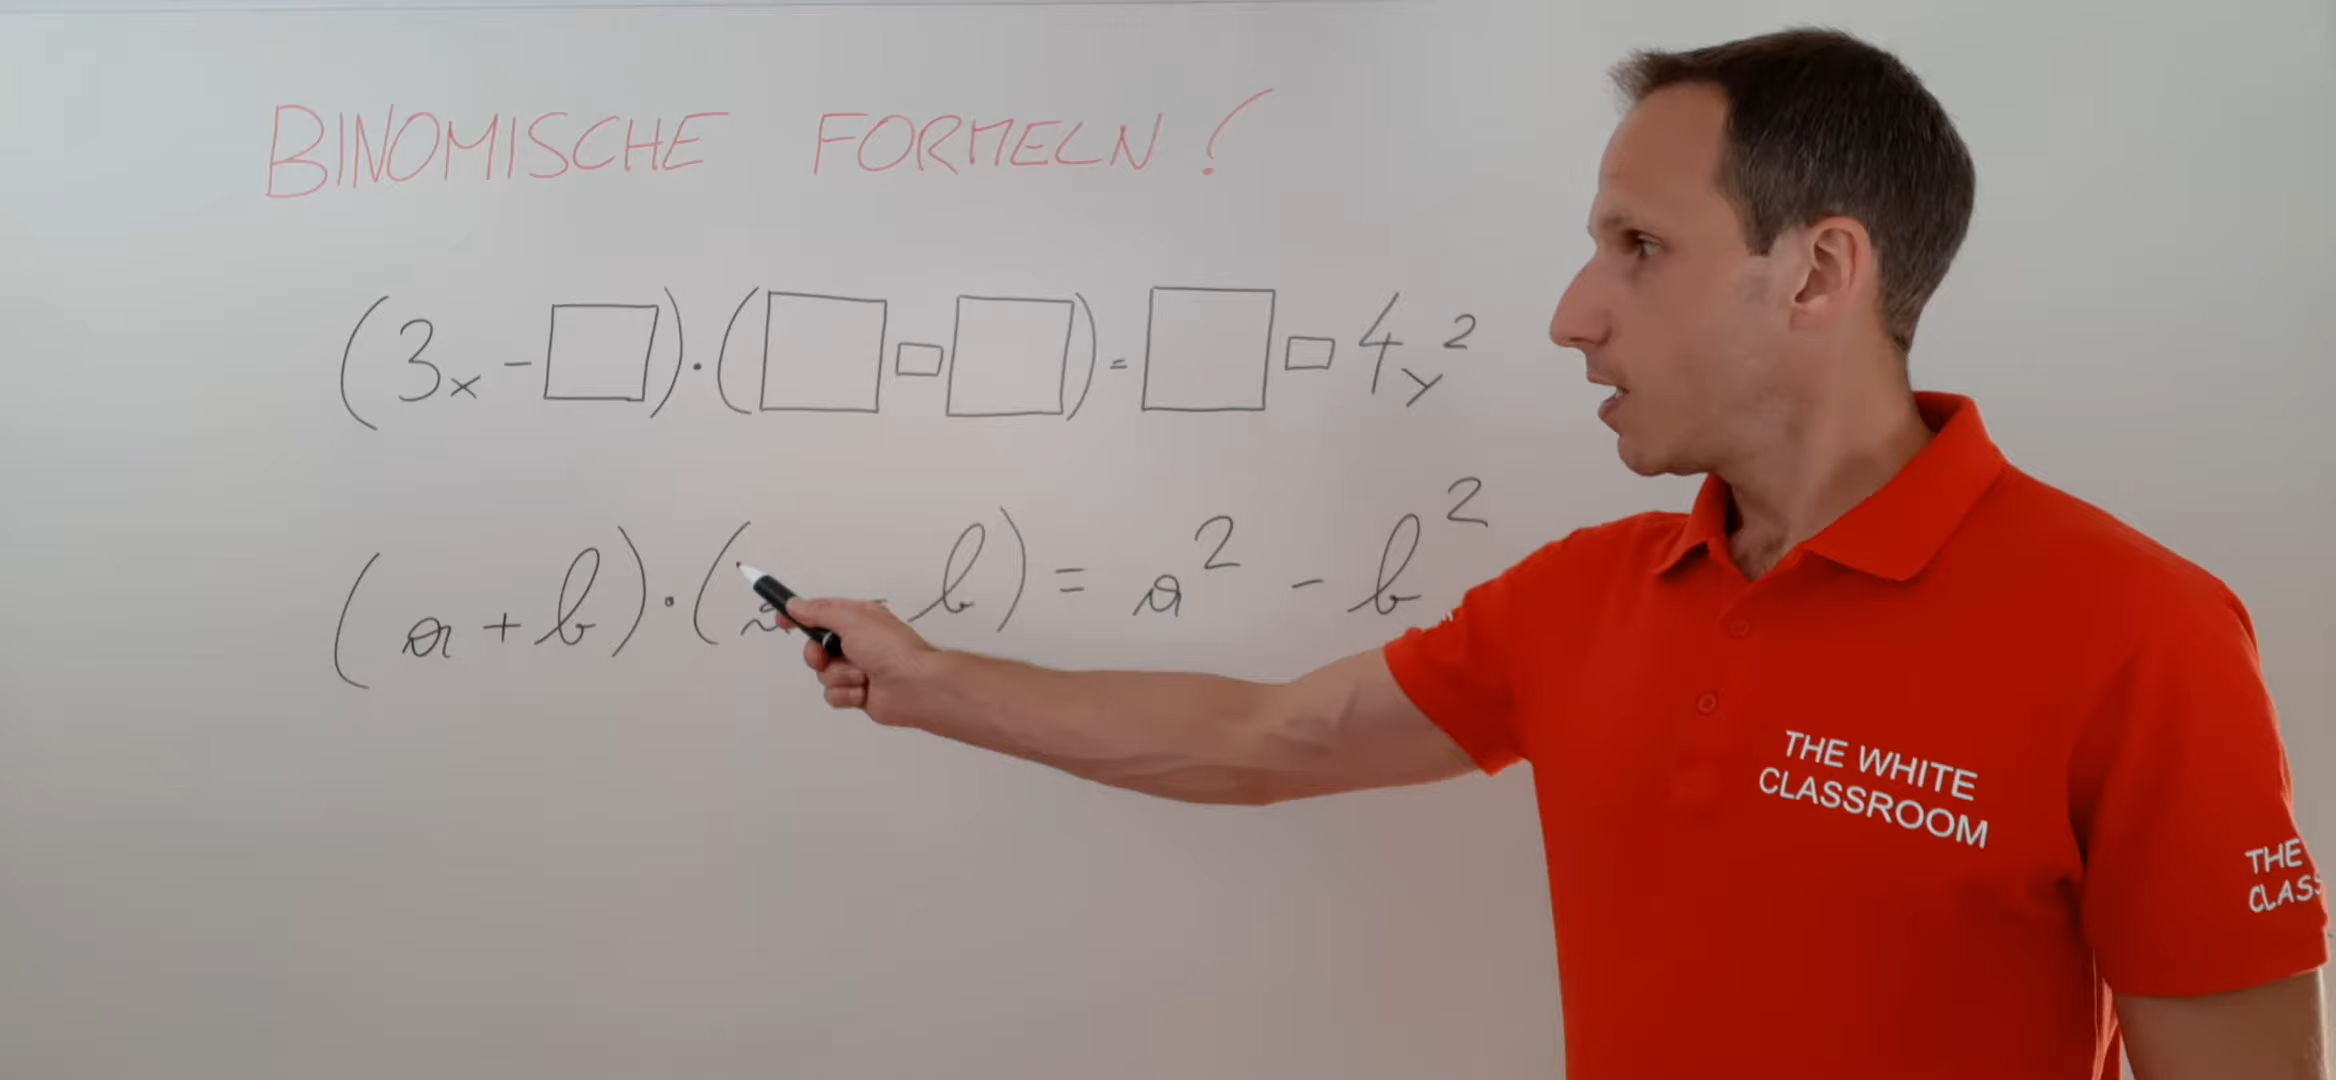 BINOMISCHE FORMELN!
(3x - □) · (□ □ □) = □ □ 4y²
(a + b) · (a - b) = a² - b²
THE WHITE
CLASSROOM
THE
CLASS